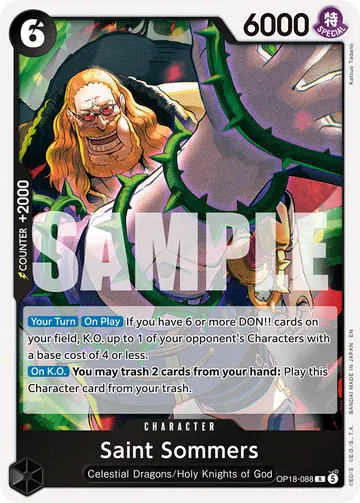 6
6000
特
SPECIAL
Katsuo Tadano
COUNTER +2000
SAMPLE
Your Turn On Play If you have 6 or more DON!! cards on
your field, K.O. up to 1 of your opponent's Characters with
a base cost of 4 or less.
On K.O. You may trash 2 cards from your hand: Play this
Character card from your trash.
BANDAI MADE IN JAPAN EN
©E.O./S., T.A.
CHARACTER
Saint Sommers
Celestial Dragons/Holy Knights of God
OP18-088 R 5